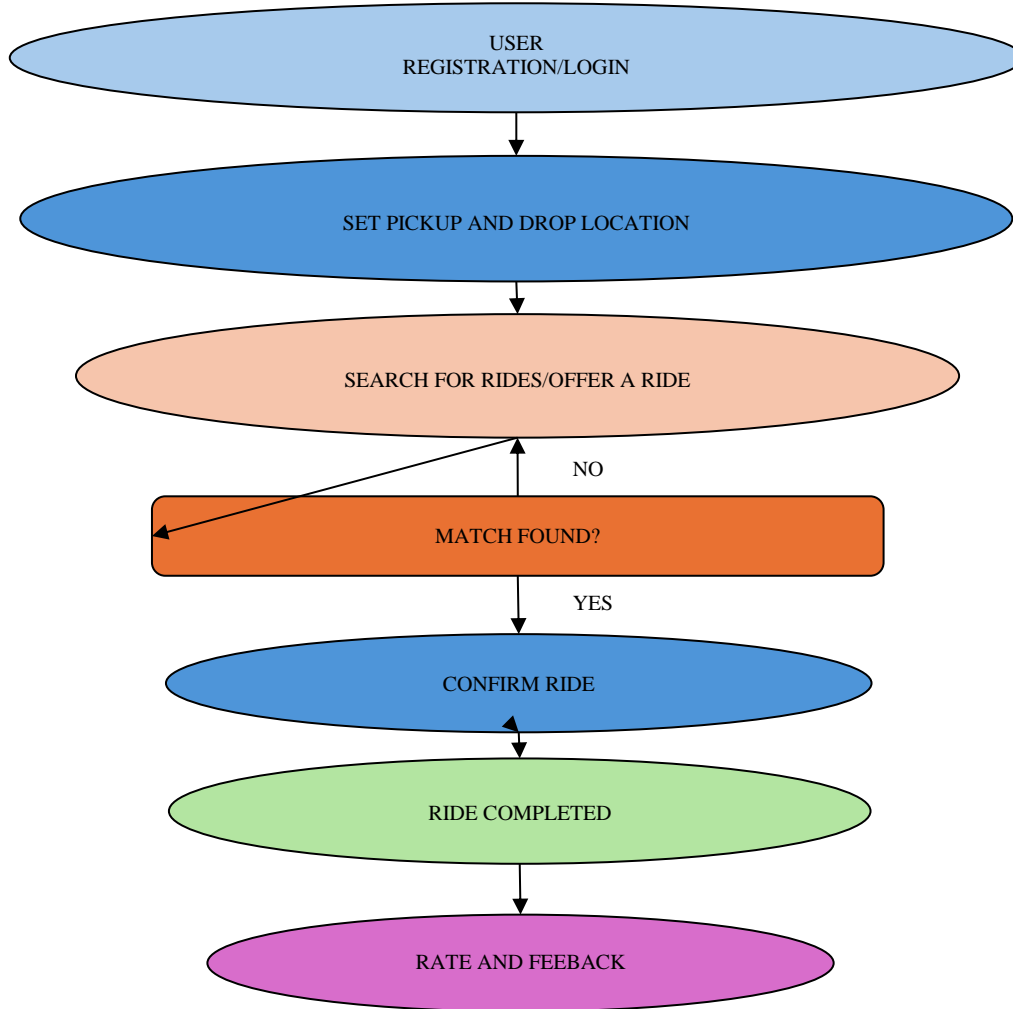 USER
REGISTRATION/LOGIN
SET PICKUP AND DROP LOCATION
SEARCH FOR RIDES/OFFER A RIDE
NO
MATCH FOUND?
YES
CONFIRM RIDE
RIDE COMPLETED
RATE AND FEEBACK